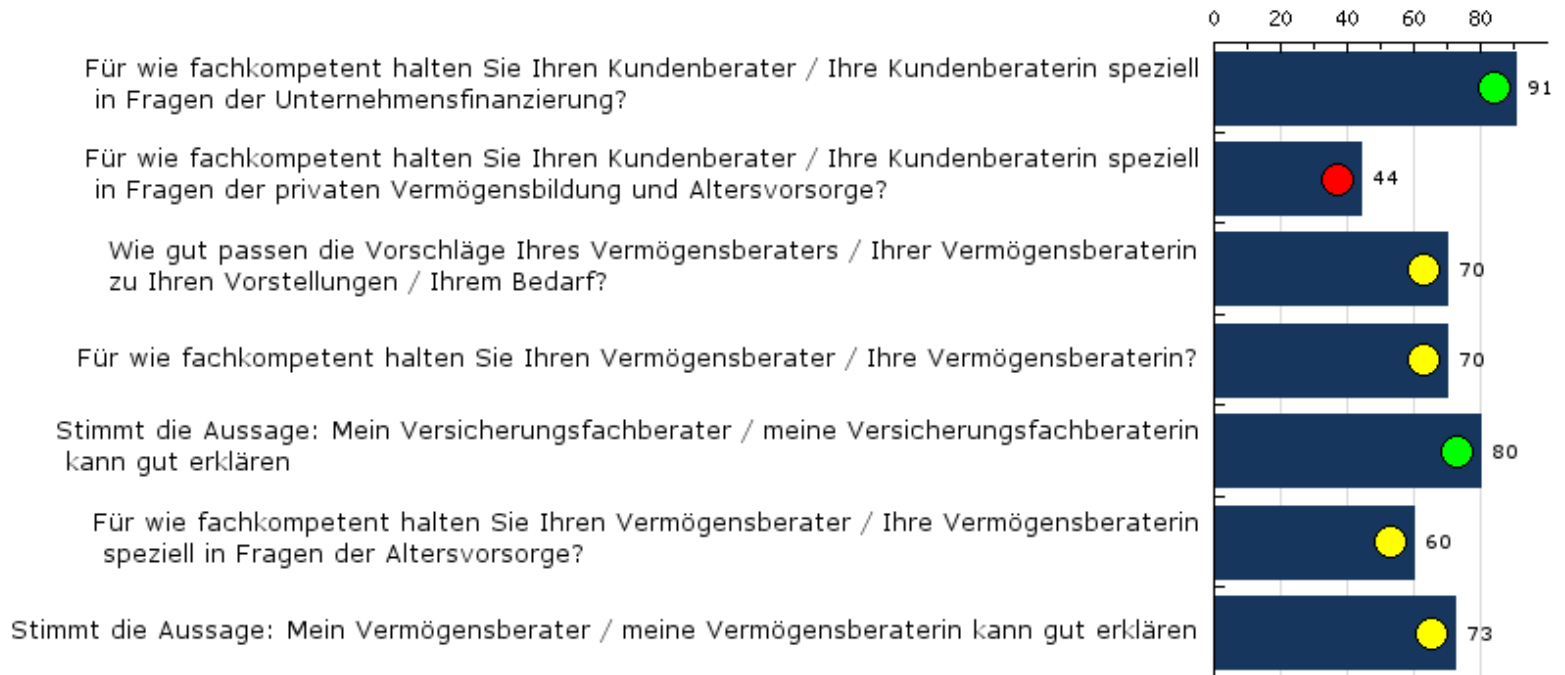 0 20 40 60 80
Für wie fachkompetent halten Sie Ihren Kundenberater / Ihre Kundenberaterin speziell
in Fragen der Unternehmensfinanzierung?
91
Für wie fachkompetent halten Sie Ihren Kundenberater / Ihre Kundenberaterin speziell
in Fragen der privaten Vermögensbildung und Altersvorsorge?
44
Wie gut passen die Vorschläge Ihres Vermögensberaters / Ihrer Vermögensberaterin
zu Ihren Vorstellungen / Ihrem Bedarf?
70
Für wie fachkompetent halten Sie Ihren Vermögensberater / Ihre Vermögensberaterin?
70
Stimmt die Aussage: Mein Versicherungsfachberater / meine Versicherungsfachberaterin
kann gut erklären
80
Für wie fachkompetent halten Sie Ihren Vermögensberater / Ihre Vermögensberaterin
speziell in Fragen der Altersvorsorge?
60
Stimmt die Aussage: Mein Vermögensberater / meine Vermögensberaterin kann gut erklären
73